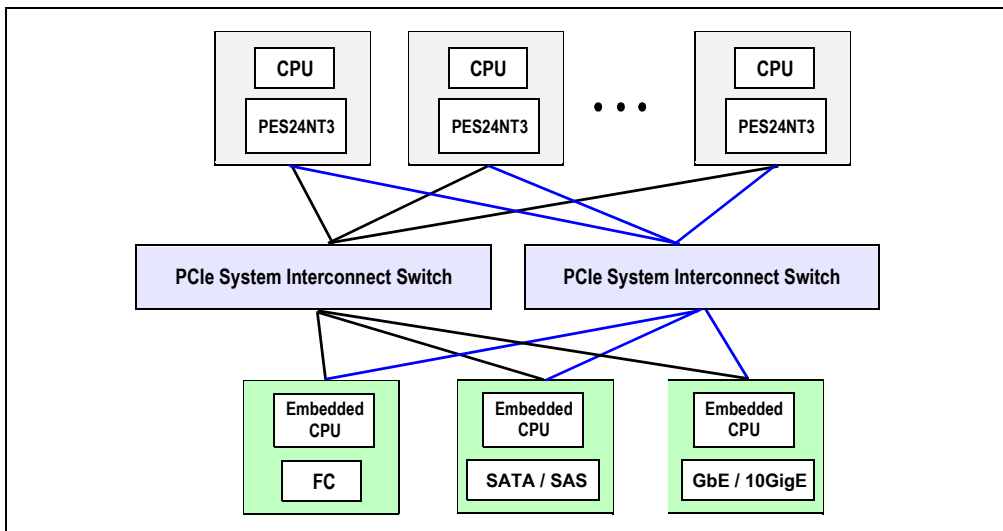 CPU
PES24NT3
CPU
PES24NT3
• • •
CPU
PES24NT3
PCIe System Interconnect Switch
PCIe System Interconnect Switch
Embedded
CPU
FC
Embedded
CPU
SATA / SAS
Embedded
CPU
GbE / 10GigE